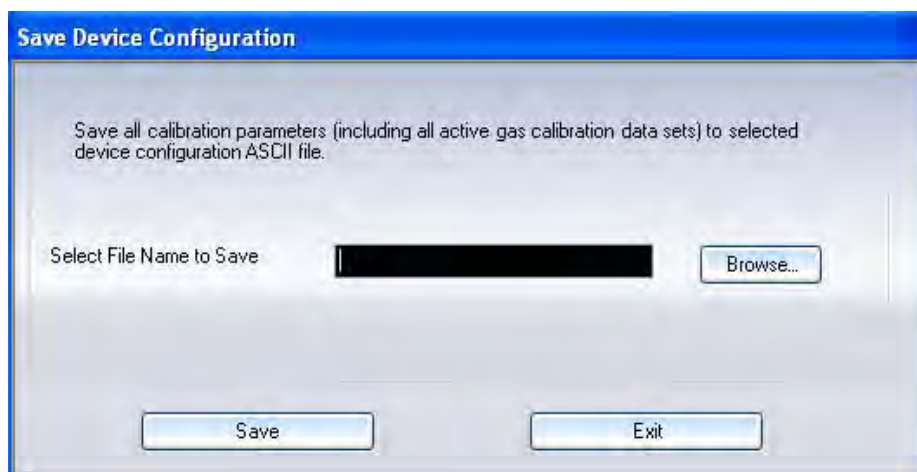 Save Device Configuration
Save all calibration parameters (including all active gas calibration data sets) to selected
device configuration ASCII file.
Select File Name to Save
Browse...
Save
Exit